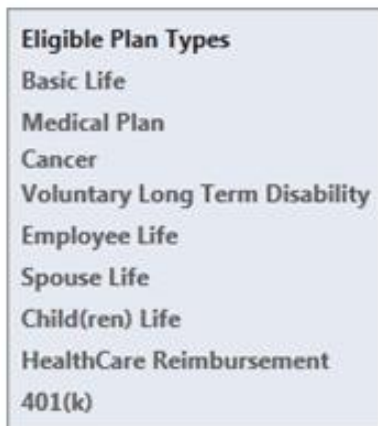 Eligible Plan Types
Basic Life
Medical Plan
Cancer
Voluntary Long Term Disability
Employee Life
Spouse Life
Child(ren) Life
HealthCare Reimbursement
401(k)